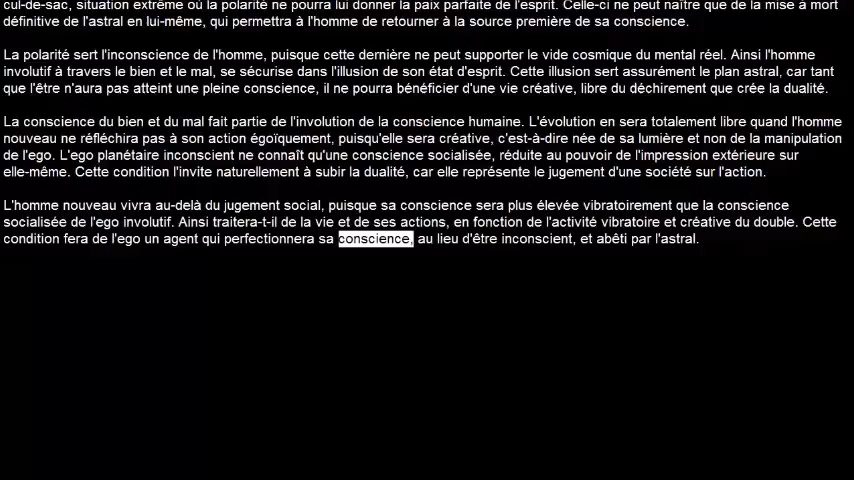 cul-de-sac, situation extrême où la polarité ne pourra lui donner la paix parfaite de l'esprit. Celle-ci ne peut naître que de la mise à mort
définitive de l'astral en lui-même, qui permettra à l'homme de retourner à la source première de sa conscience.
La polarité sert l'inconscience de l'homme, puisque cette dernière ne peut supporter le vide cosmique du mental réel. Ainsi l'homme
involutif à travers le bien et le mal, se sécurise dans l'illusion de son état d'esprit. Cette illusion sert assurément le plan astral, car tant
que l'être n'aura pas atteint une pleine conscience, il ne pourra bénéficier d'une vie créative, libre du déchirement que crée la dualité.
La conscience du bien et du mal fait partie de l'involution de la conscience humaine. L'évolution en sera totalement libre quand l'homme
nouveau ne réfléchira pas à son action égoïquement, puisqu'elle sera créative, c'est-à-dire née de sa lumière et non de la manipulation
de l'ego. L'ego planétaire inconscient ne connaît qu'une conscience socialisée, réduite au pouvoir de l'impression extérieure sur
elle-même. Cette condition l'invite naturellement à subir la dualité, car elle représente le jugement d'une société sur l'action.
L'homme nouveau vivra au-delà du jugement social, puisque sa conscience sera plus élevée vibratoirement que la conscience
socialisée de l'ego involutif. Ainsi traitera-t-il de la vie et de ses actions, en fonction de l'activité vibratoire et créative du double. Cette
condition fera de l'ego un agent qui perfectionnera sa conscience, au lieu d'être inconscient, et abêti par l'astral.